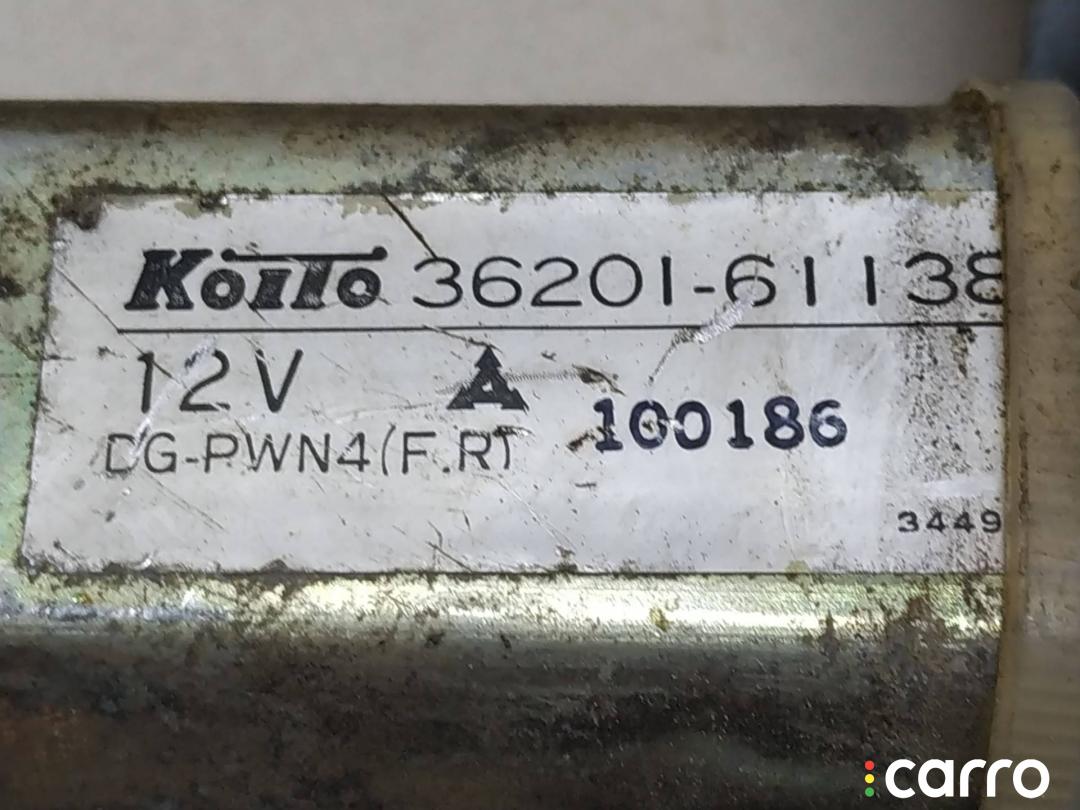 KOITO 36201-61138
12V A 100186
DG-PWN4(F.RT
3449
carro